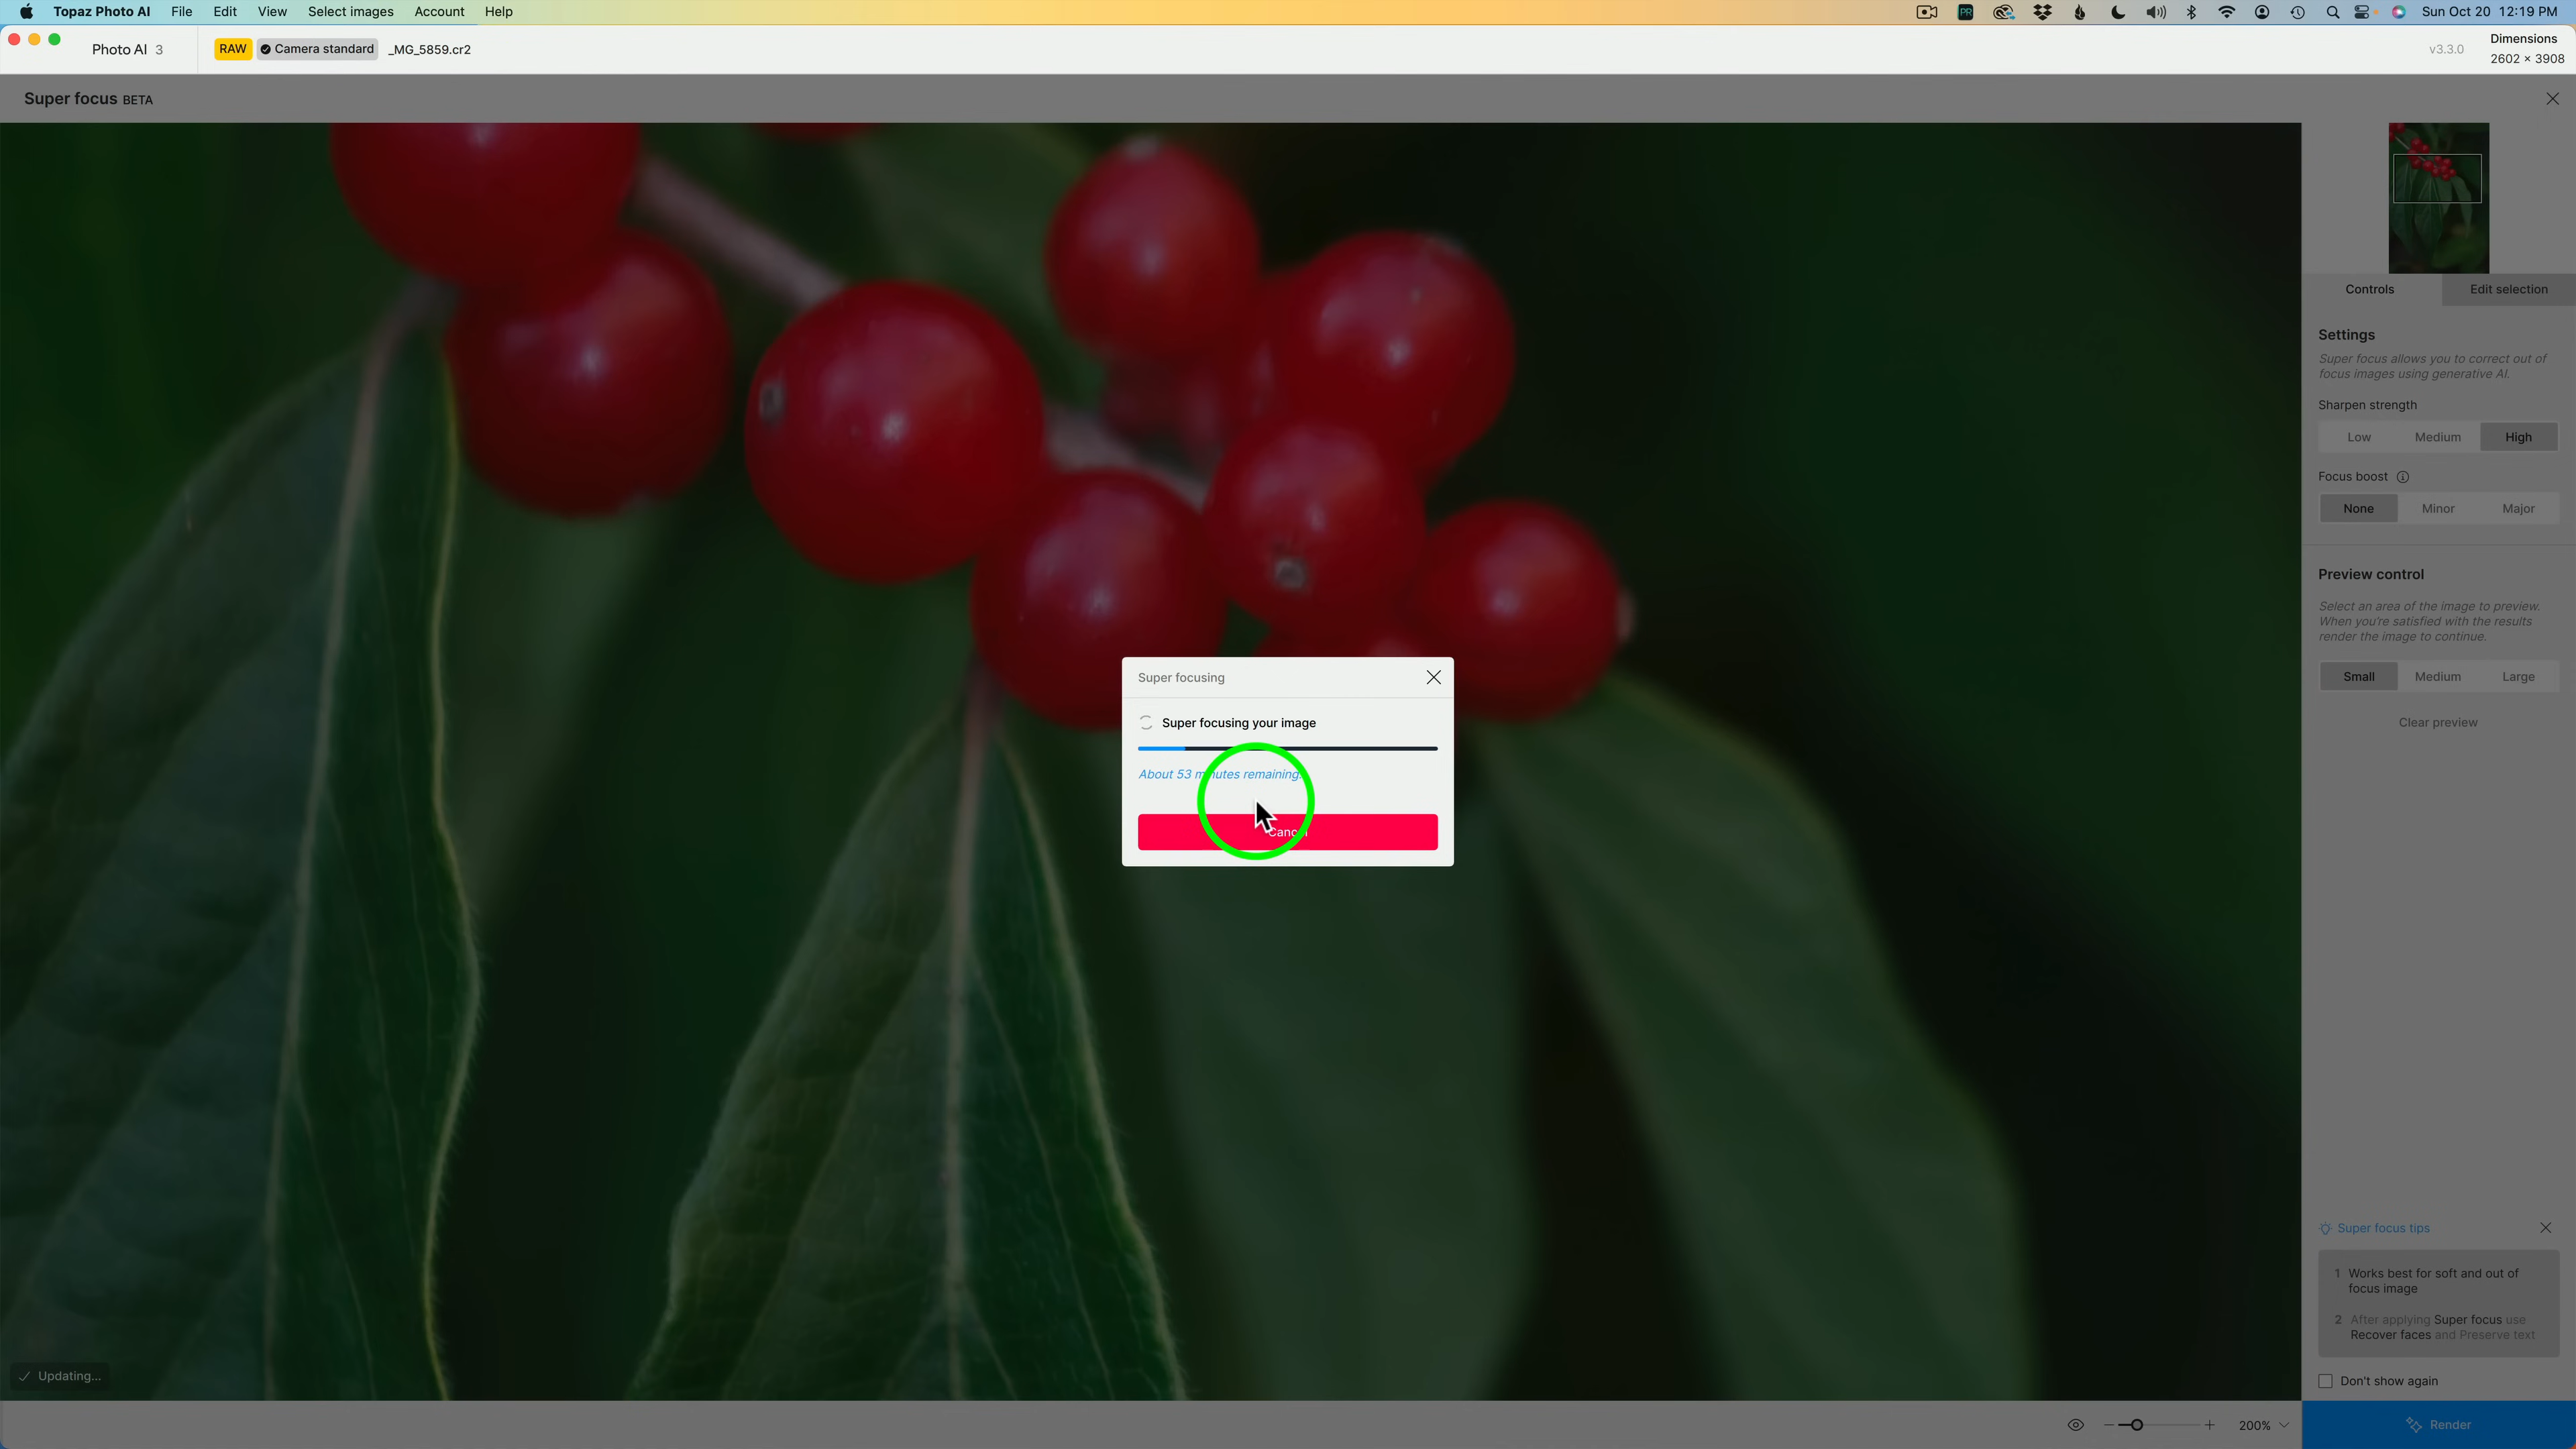 Topaz Photo AI File Edit View Select images Account Help
PR
Sun Oct 20 12:19 PM
Photo AI 3
RAW Camera standard _MG_5859.cr2
v3.3.0
Dimensions
2602 × 3908
Super focus BETA
Controls Edit selection
Settings
Super focus allows you to correct out of
focus images using generative AI.
Sharpen strength
Low Medium High
Focus boost
None Minor Major
Preview control
Select an area of the image to preview.
When you're satisfied with the results
render the image to continue.
Small Medium Large
Clear preview
Super focusing
Super focusing your image
About 53 minutes remaining.
Cancel
Super focus tips
1 Works best for soft and out of
focus image
2 After applying Super focus use
Recover faces and Preserve text
Don't show again
Updating...
200%
Render